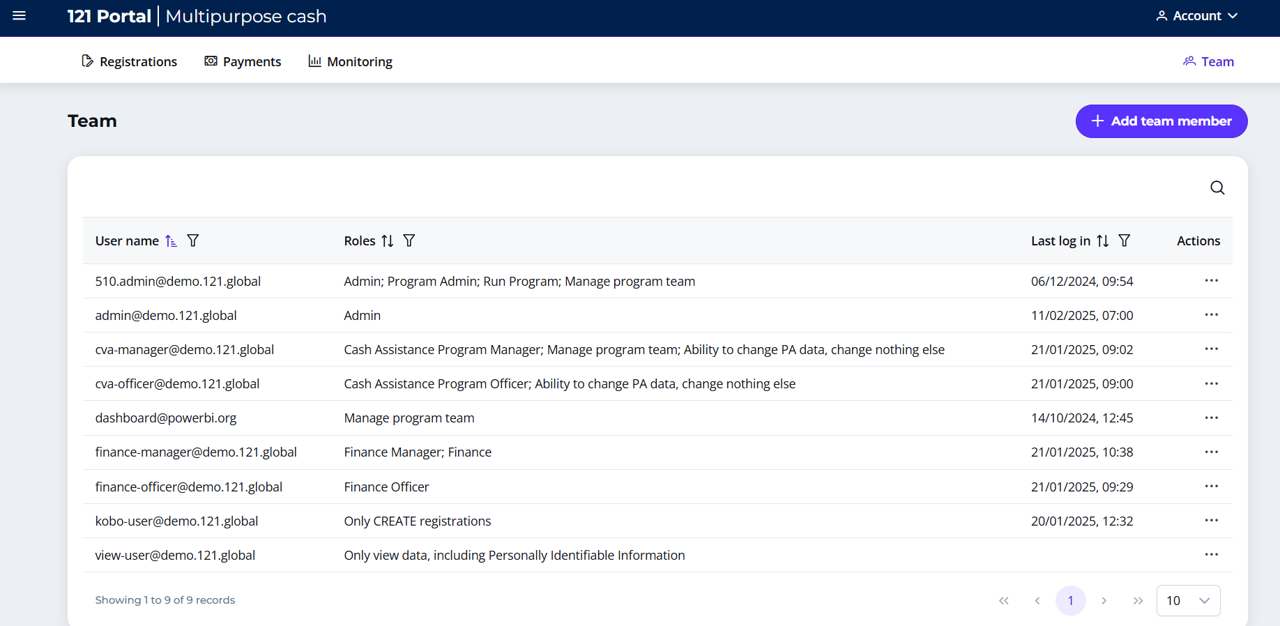 121 Portal | Multipurpose cash Account
Registrations Payments Monitoring Team
Team + Add team member
User name Roles Last log in Actions
510.admin@demo.121.global Admin; Program Admin; Run Program; Manage program team 06/12/2024, 09:54 ...
admin@demo.121.global Admin 11/02/2025, 07:00 ...
cva-manager@demo.121.global Cash Assistance Program Manager; Manage program team; Ability to change PA data, change nothing else 21/01/2025, 09:02 ...
cva-officer@demo.121.global Cash Assistance Program Officer; Ability to change PA data, change nothing else 21/01/2025, 09:00 ...
dashboard@powerbi.org Manage program team 14/10/2024, 12:45 ...
finance-manager@demo.121.global Finance Manager; Finance 21/01/2025, 10:38 ...
finance-officer@demo.121.global Finance Officer 21/01/2025, 09:29 ...
kobo-user@demo.121.global Only CREATE registrations 20/01/2025, 12:32 ...
view-user@demo.121.global Only view data, including Personally Identifiable Information ...
Showing 1 to 9 of 9 records « ‹ 1 › » 10